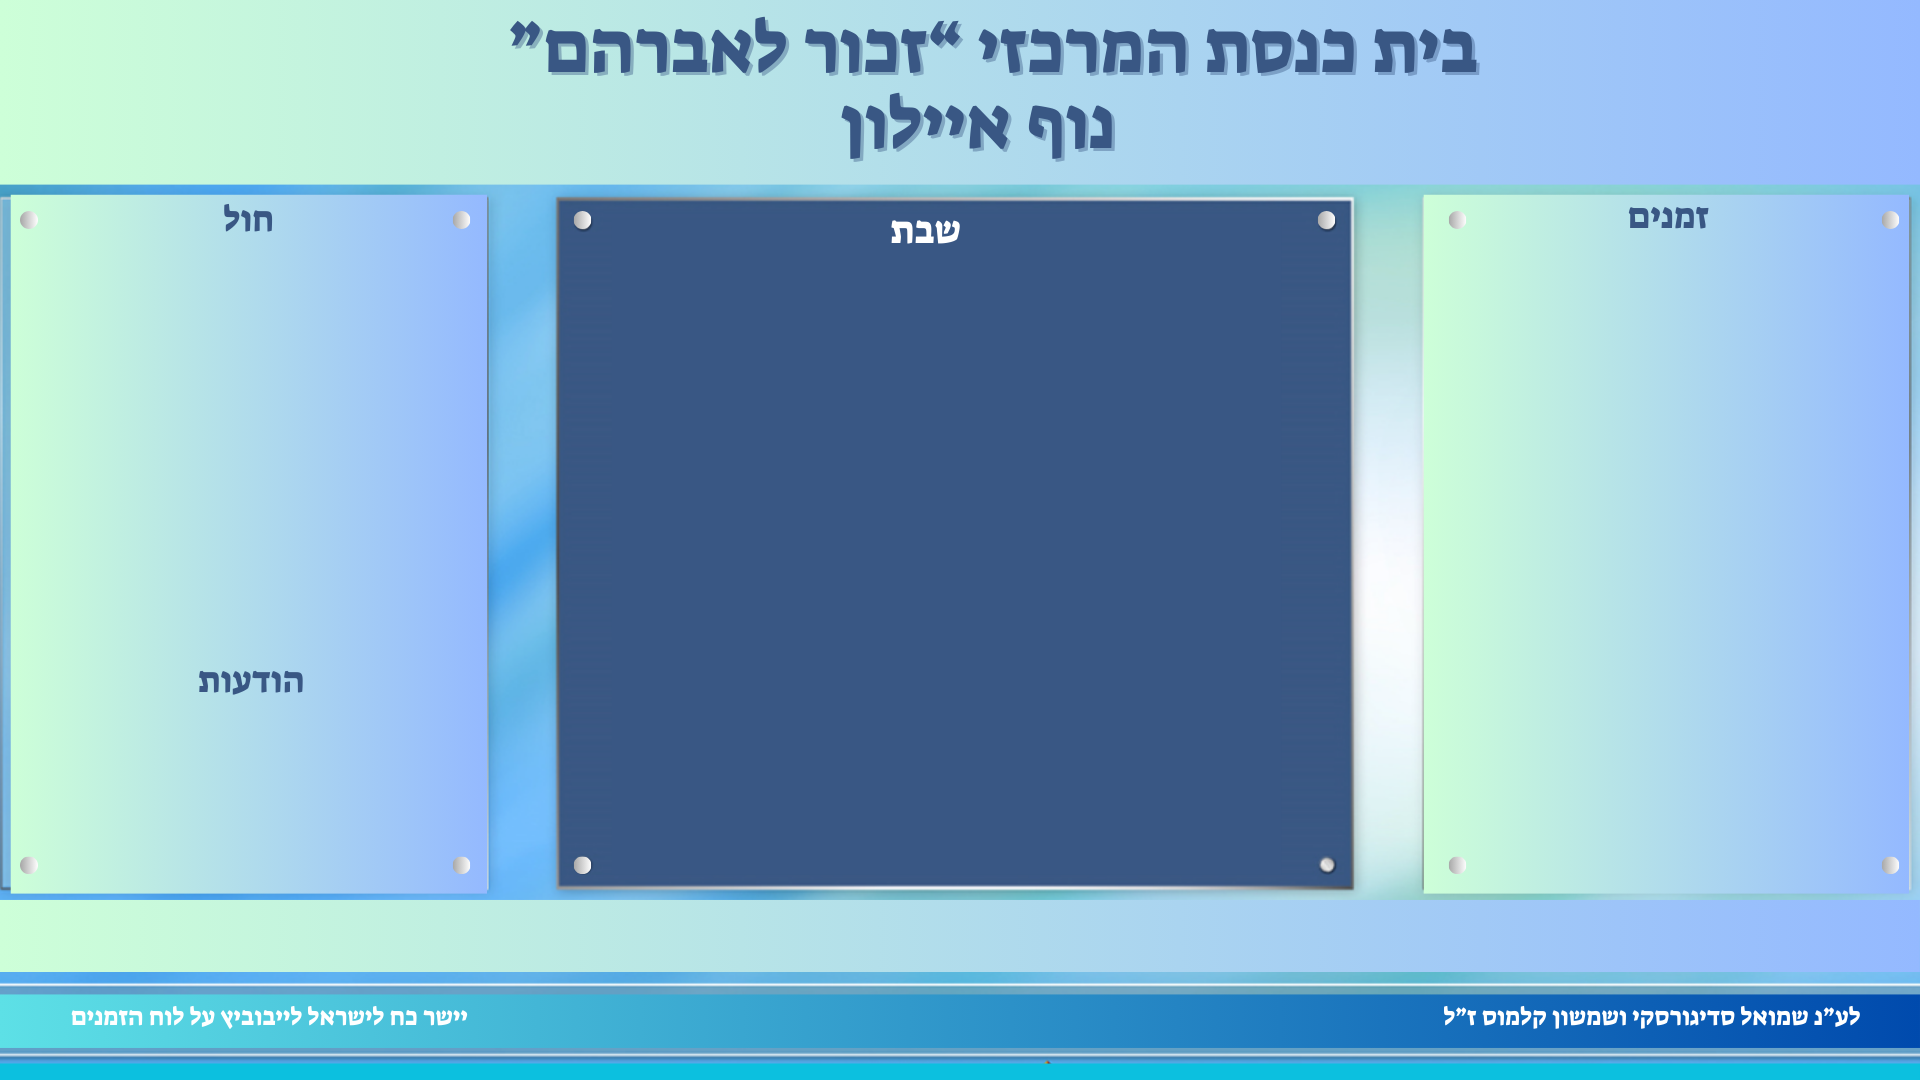 בית כנסת המרכזי “זכור לאברהם”
נוף איילון
זמנים
שבת
חול
הודעות
לע”נ שמואל סדיגורסקי ושמשון קלמוס ז”ל
יישר כח לישראל לייבוביץ על לוח הזמנים